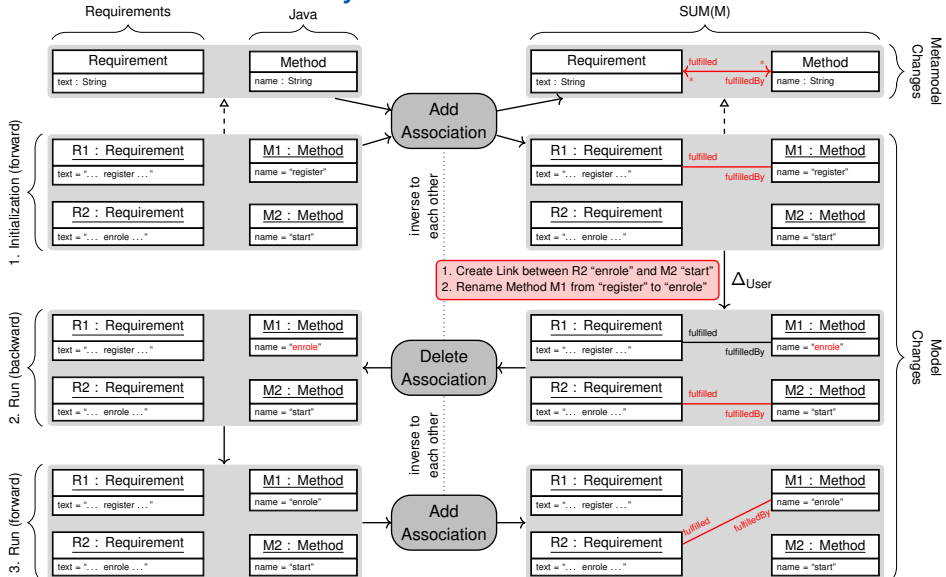 Requirements
Java
SUM(M)
Requirement
text : String
Method
name : String
Requirement
text : String
fulfilled
*
*
fulfilledBy
Method
name : String
Metamodel
Changes
Add
Association
1. Initialization (forward)
R1 : Requirement
text = “... register ...”
M1 : Method
name = “register”
R2 : Requirement
text = “... enrole ...”
M2 : Method
name = “start”
inverse to
each other
R1 : Requirement
text = “... register ...”
fulfilled
fulfilledBy
M1 : Method
name = “register”
R2 : Requirement
text = “... enrole ...”
M2 : Method
name = “start”
1. Create Link between R2 “enrole” and M2 “start”
2. Rename Method M1 from “register” to “enrole”
ΔUser
Model
Changes
2. Run (backward)
R1 : Requirement
text = “... register ...”
M1 : Method
name = “enrole”
R2 : Requirement
text = “... enrole ...”
M2 : Method
name = “start”
Delete
Association
R1 : Requirement
text = “... register ...”
fulfilled
fulfilledBy
M1 : Method
name = “enrole”
R2 : Requirement
text = “... enrole ...”
fulfilled
fulfilledBy
M2 : Method
name = “start”
inverse to
each other
3. Run (forward)
R1 : Requirement
text = “... register ...”
M1 : Method
name = “enrole”
R2 : Requirement
text = “... enrole ...”
M2 : Method
name = “start”
Add
Association
R1 : Requirement
text = “... register ...”
fulfilled
fulfilledBy
M1 : Method
name = “enrole”
R2 : Requirement
text = “... enrole ...”
M2 : Method
name = “start”